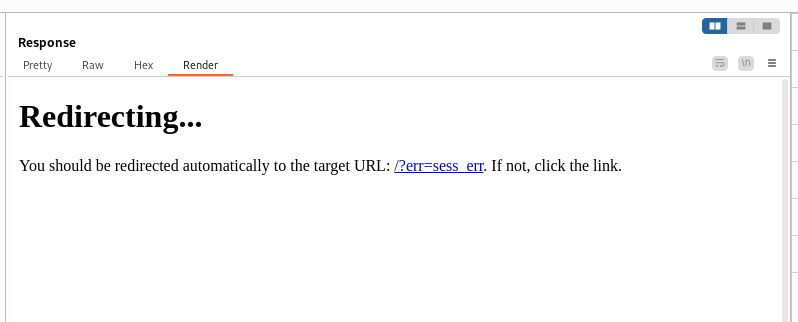 Response
Pretty Raw Hex Render
\n
Redirecting...
You should be redirected automatically to the target URL: /?err=sess_err. If not, click the link.